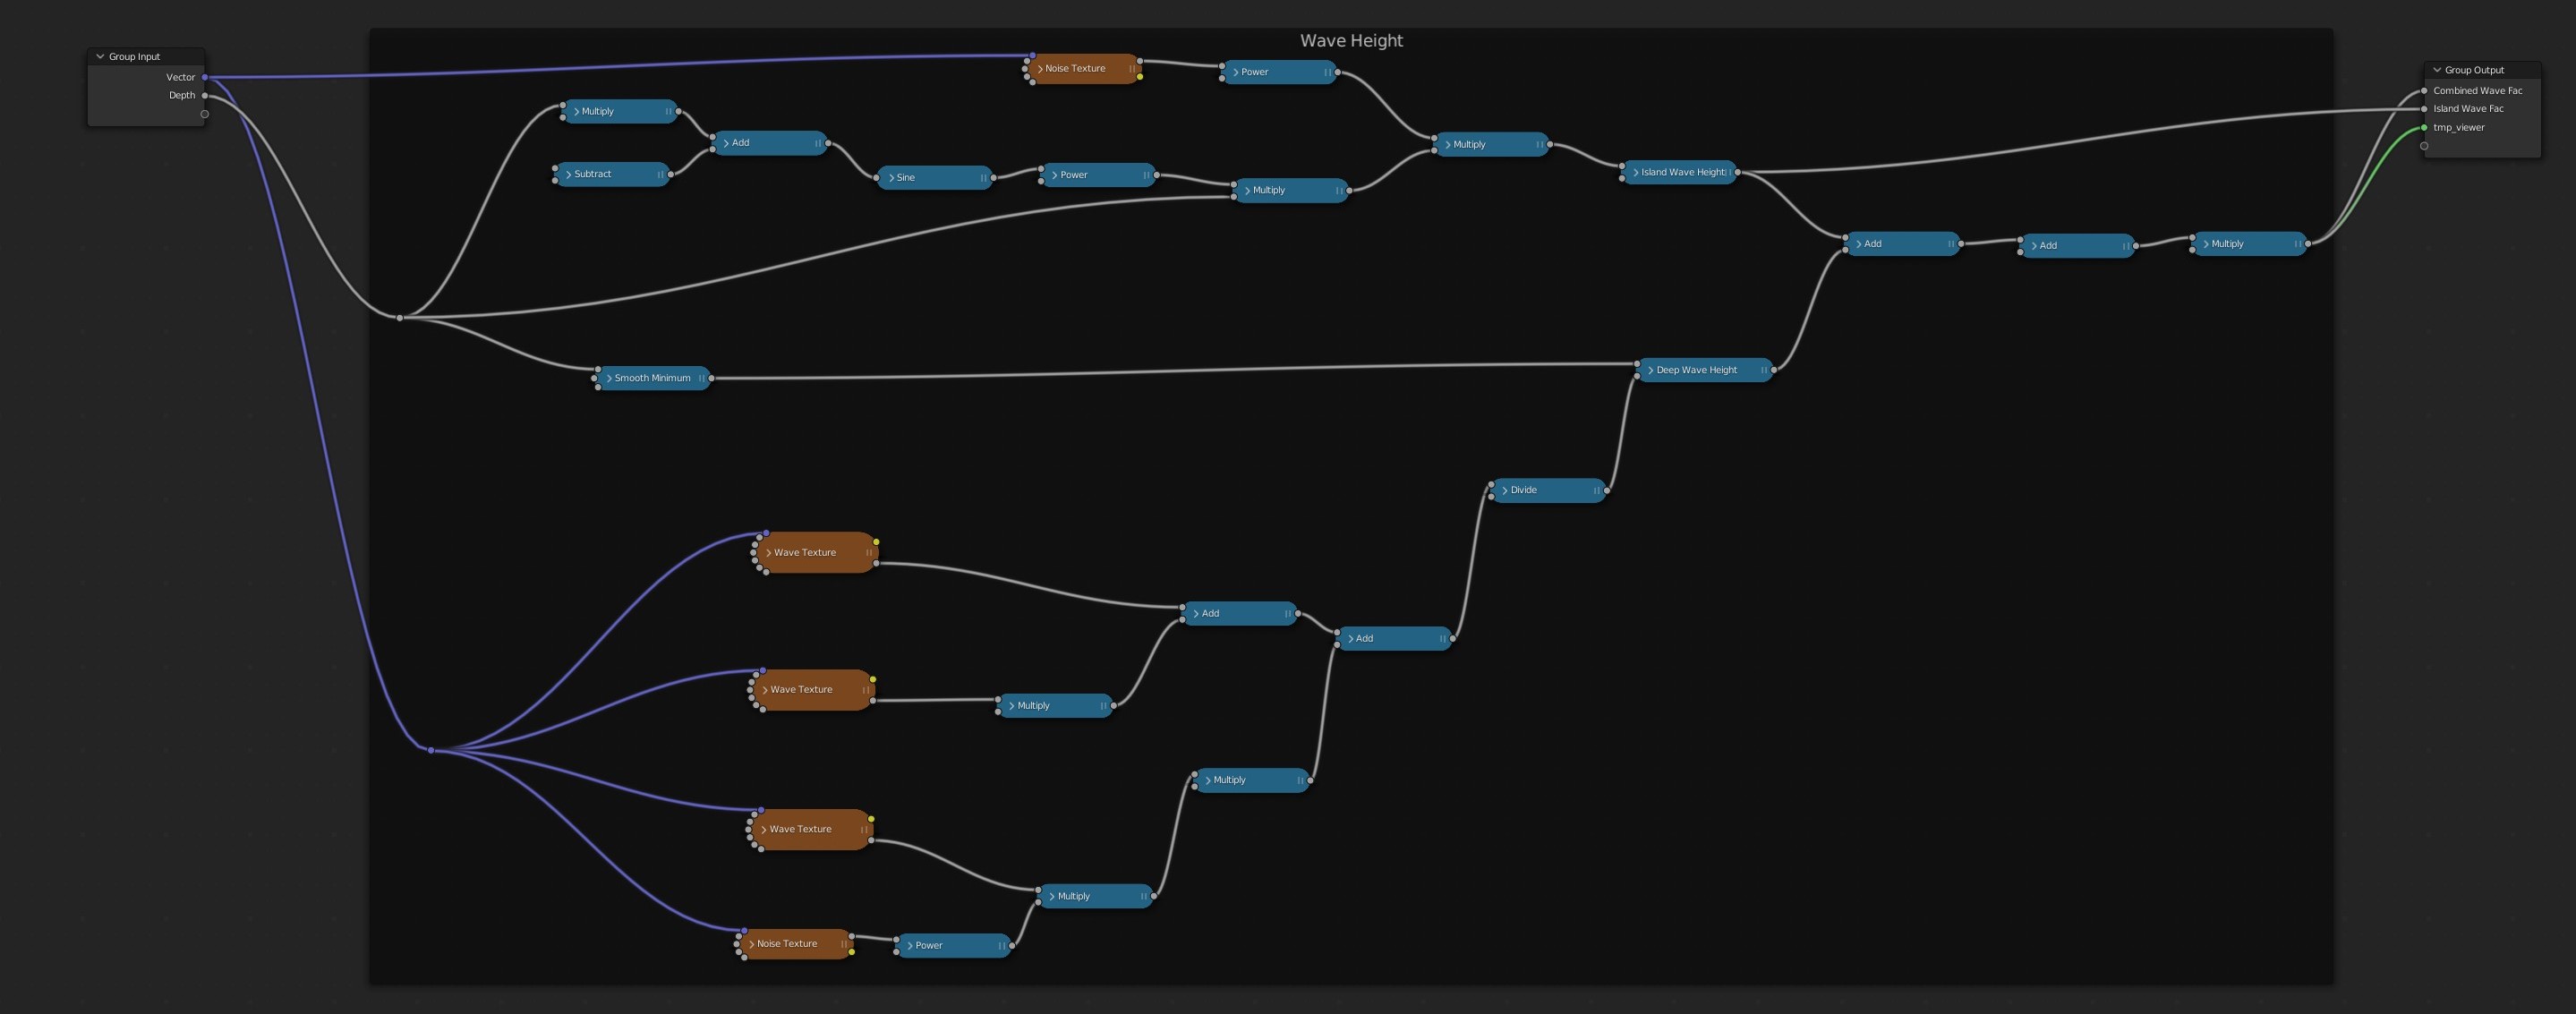 Wave Height
Group Input
Vector
Depth
Noise Texture
Power
Group Output
Combined Wave Fac
Island Wave Fac
tmp_viewer
Multiply
Add
Subtract
Sine
Power
Multiply
Multiply
Island Wave Height
Add
Add
Multiply
Smooth Minimum
Deep Wave Height
Divide
Wave Texture
Add
Add
Wave Texture
Multiply
Multiply
Wave Texture
Multiply
Noise Texture
Power